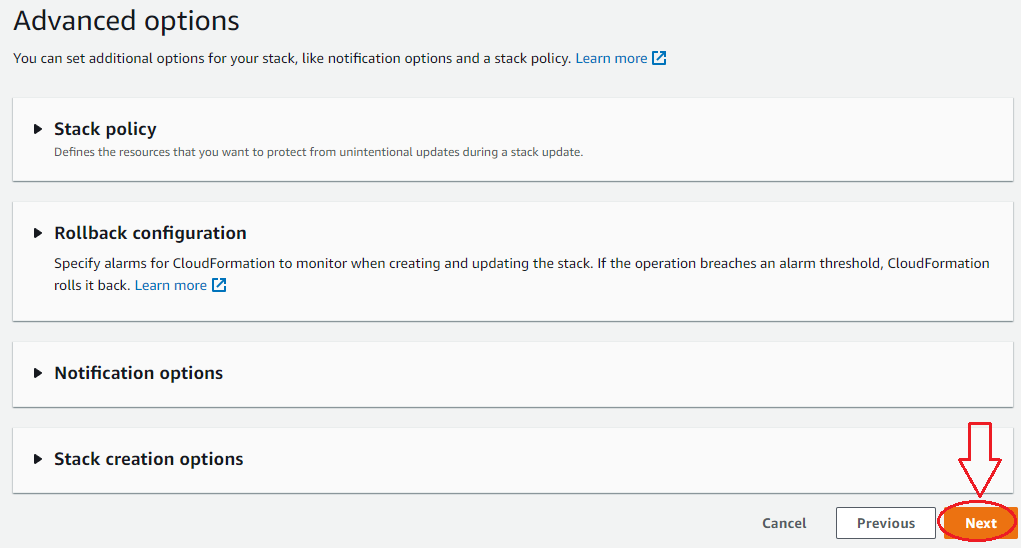 Advanced options
You can set additional options for your stack, like notification options and a stack policy. Learn more
Stack policy
Defines the resources that you want to protect from unintentional updates during a stack update.
Rollback configuration
Specify alarms for CloudFormation to monitor when creating and updating the stack. If the operation breaches an alarm threshold, CloudFormation
rolls it back. Learn more
Notification options
Stack creation options
Cancel Previous Next